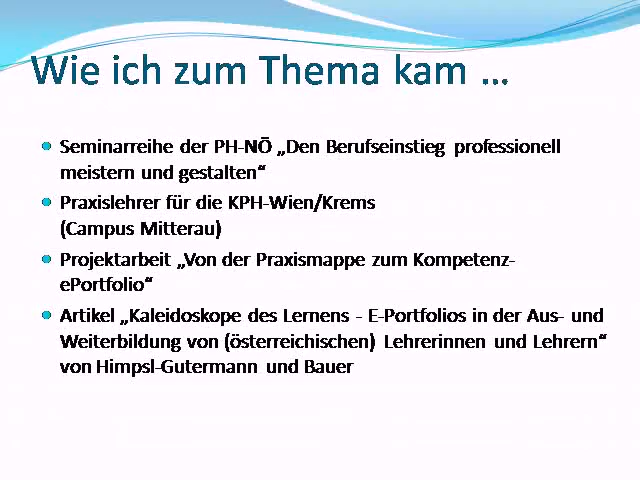 Wie ich zum Thema kam ...
Seminarreihe der PH-NÖ „Den Berufseinstieg professionell
meistern und gestalten“
Praxislehrer für die KPH-Wien/Krems
(Campus Mitterau)
Projektarbeit „Von der Praxismappe zum Kompetenz-
ePortfolio“
Artikel „Kaleidoskope des Lernens - E-Portfolios in der Aus- und
Weiterbildung von (österreichischen) Lehrerinnen und Lehrern“
von Himpsl-Gutermann und Bauer